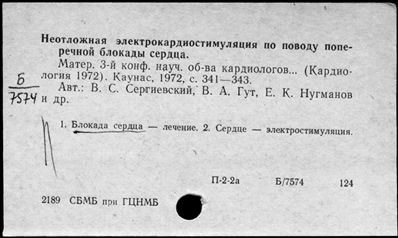 Неотложная электрокардиостимуляция по поводу попе-
речной блокады сердца.
Матер. 3-й конф. науч. об-ва кардиологов... (Кардио-
логия 1972). Каунас, 1972, с. 341—343.
Б
7574
Авт.: В. С. Сергиевский, В. А. Гут, Е. К. Нугманов
и др.
1. Блокада сердца — лечение. 2. Сердце — электростимуляция.
П-2-2а Б/7574 124
2189 СБМБ при ГЦНМБ